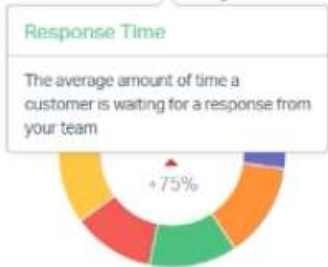 Response Time
The average amount of time a
customer is waiting for a response from
your team
+75%